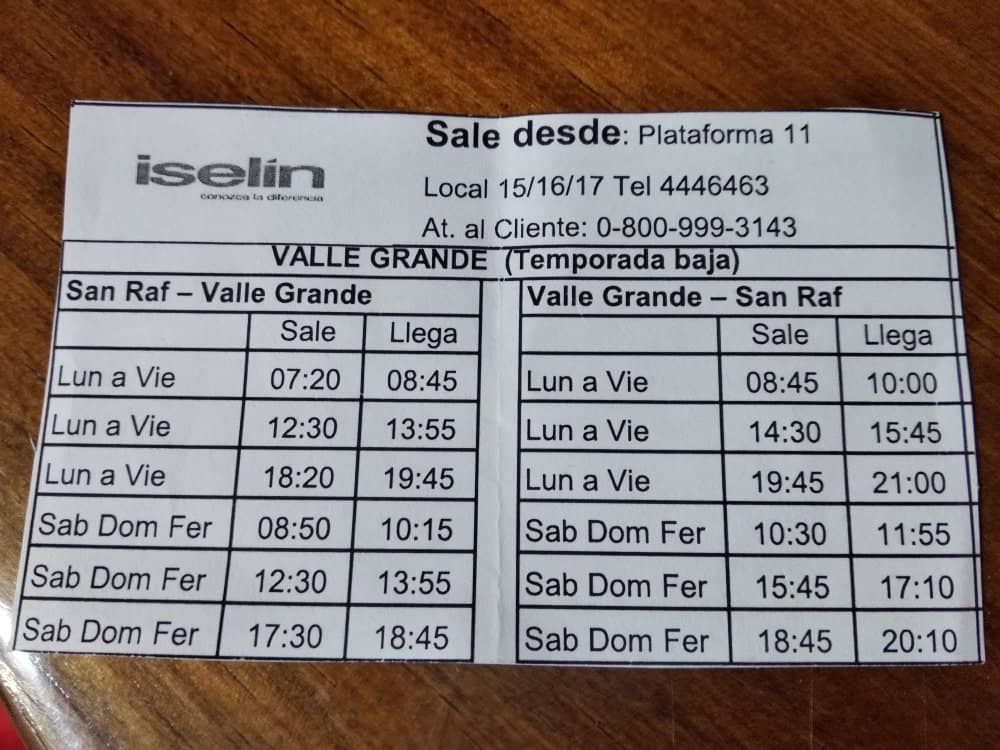 iselín
conozca la diferencia
Sale desde: Plataforma 11
Local 15/16/17 Tel 4446463
At. al Cliente: 0-800-999-3143
VALLE GRANDE (Temporada baja)
San Raf – Valle Grande
Sale Llega
Lun a Vie 07:20 08:45
Lun a Vie 12:30 13:55
Lun a Vie 18:20 19:45
Sab Dom Fer 08:50 10:15
Sab Dom Fer 12:30 13:55
Sab Dom Fer 17:30 18:45
Valle Grande – San Raf
Sale Llega
Lun a Vie 08:45 10:00
Lun a Vie 14:30 15:45
Lun a Vie 19:45 21:00
Sab Dom Fer 10:30 11:55
Sab Dom Fer 15:45 17:10
Sab Dom Fer 18:45 20:10